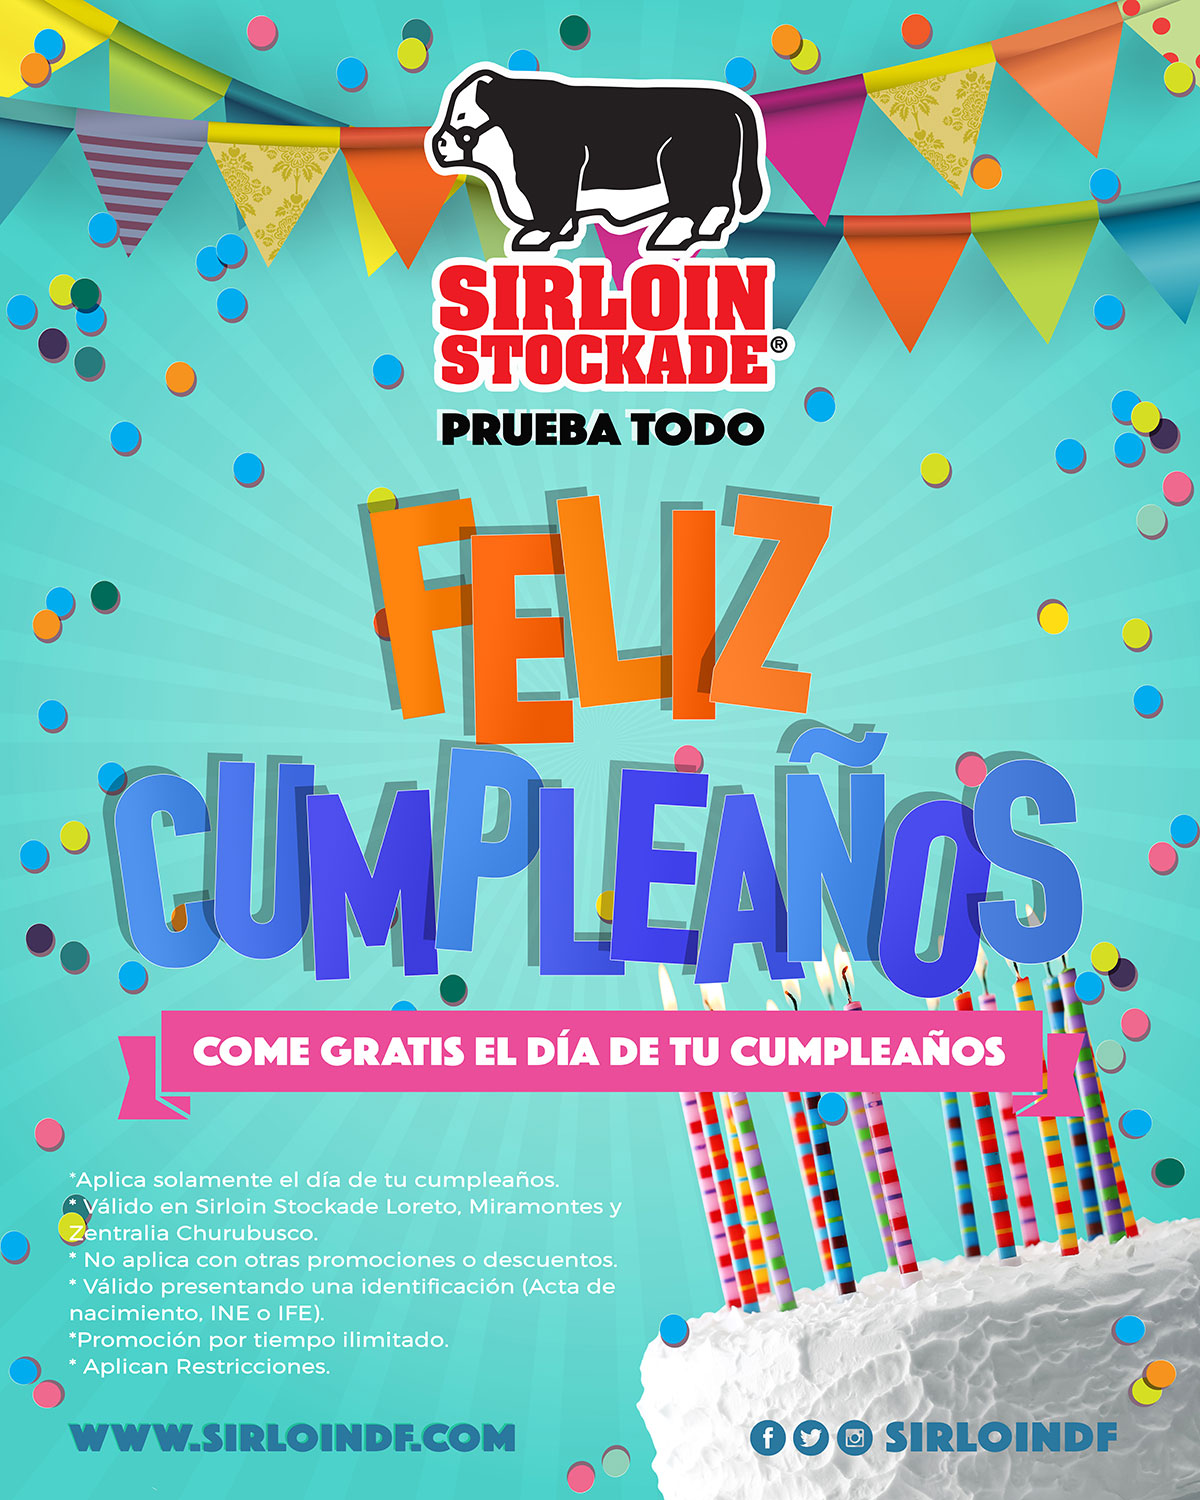 SIRLOIN
STOCKADE®
PRUEBA TODO
FELIZ
CUMPLEAÑOS
COME GRATIS EL DÍA DE TU CUMPLEAÑOS
*Aplica solamente el día de tu cumpleaños.
* Válido en Sirloin Stockade Loreto, Miramontes y
Zentralia Churubusco.
* No aplica con otras promociones o descuentos.
* Válido presentando una identificación (Acta de
nacimiento, INE o IFE).
*Promoción por tiempo ilimitado.
* Aplican Restricciones.
WWW.SIRLOINDF.COM
SIRLOINDF